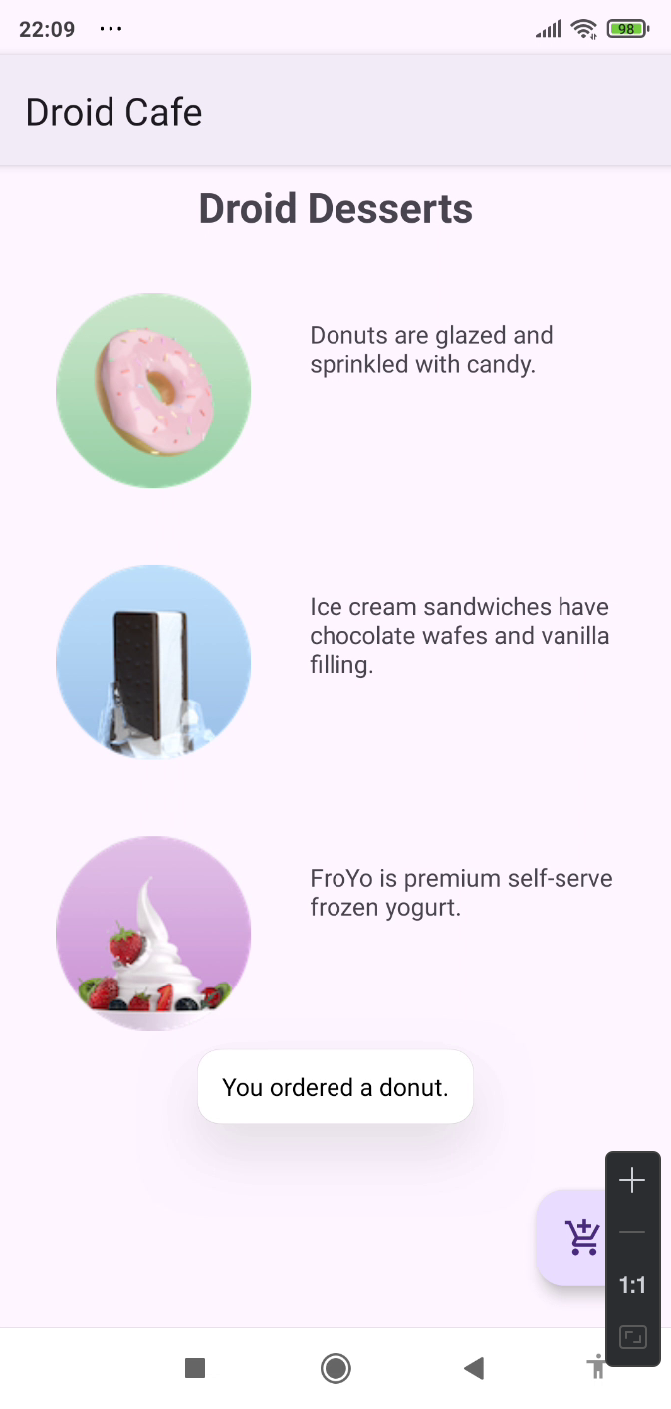 22:09 ... 98
Droid Cafe
Droid Desserts
Donuts are glazed and
sprinkled with candy.
Ice cream sandwiches have
chocolate wafes and vanilla
filling.
FroYo is premium self-serve
frozen yogurt.
You ordered a donut.
1:1